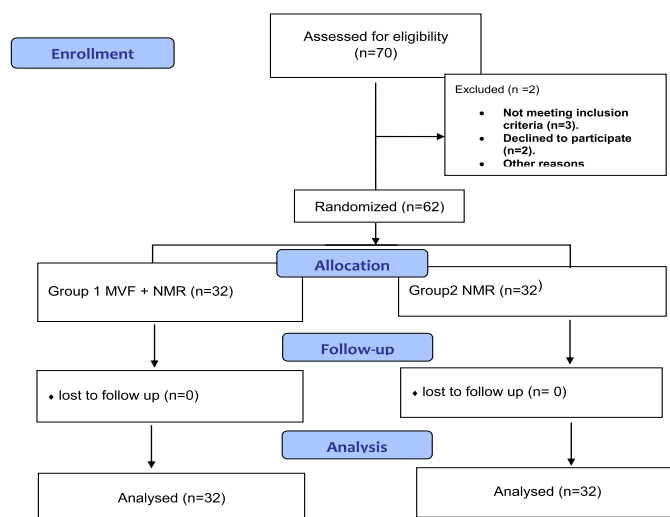 Assessed for eligibility
(n=70)
Enrollment
Excluded (n =2)
• Not meeting inclusion
criteria (n=3).
• Declined to participate
(n=2).
• Other reasons
Randomized (n=62)
Allocation
Group 1 MVF + NMR (n=32)
Group2 NMR (n=32)
Follow-up
⬧ lost to follow up (n=0)
⬧ lost to follow up (n= 0)
Analysis
Analysed (n=32)
Analysed (n=32)